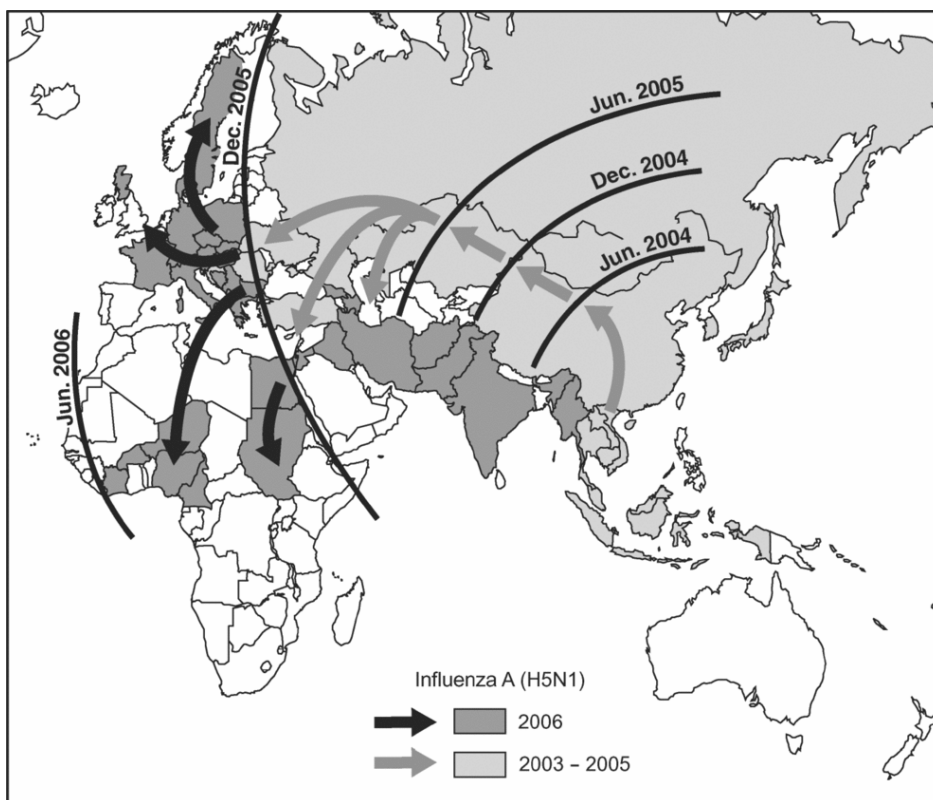 Dec. 2005
Jun. 2005
Dec. 2004
Jun. 2004
Jun. 2006
Influenza A (H5N1)
2006
2003 – 2005